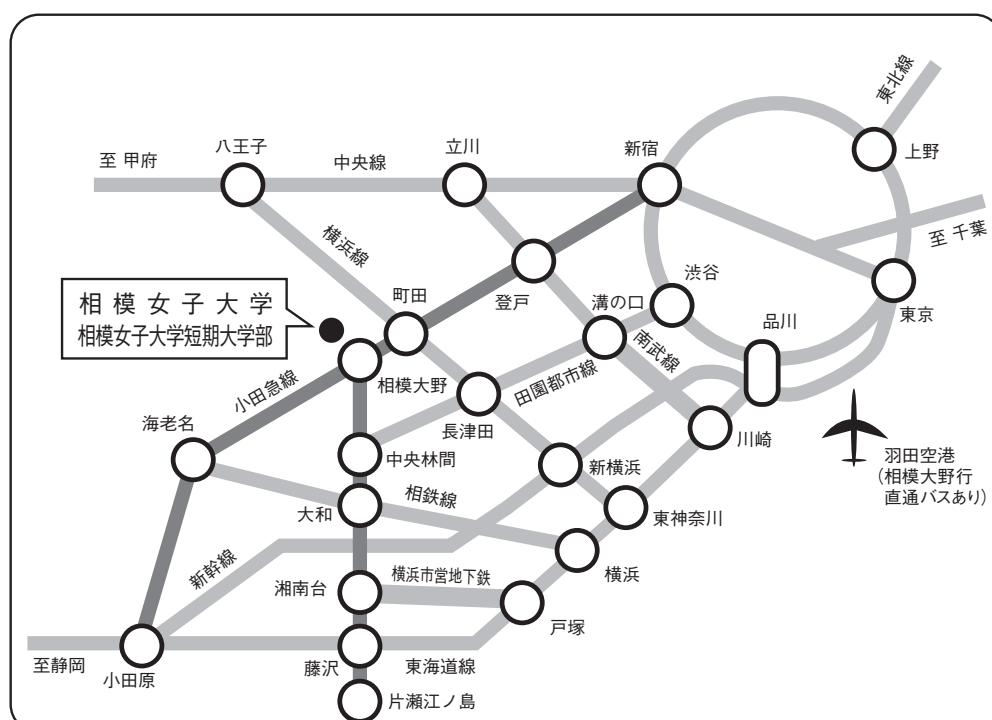 東北線
上野
新宿
立川
八王子
中央線
至 甲府
至 千葉
横浜線
渋谷
東京
登戸
町田
溝の口
品川
南武線
相模女子大学
相模女子大学短期大学部
相模大野
小田急線
田園都市線
長津田
海老名
川崎
中央林間
新横浜
羽田空港
(相模大野行
直通バスあり)
相鉄線
大和
東神奈川
横浜
新幹線
湘南台
横浜市営地下鉄
戸塚
至静岡
小田原
藤沢
東海道線
片瀬江ノ島